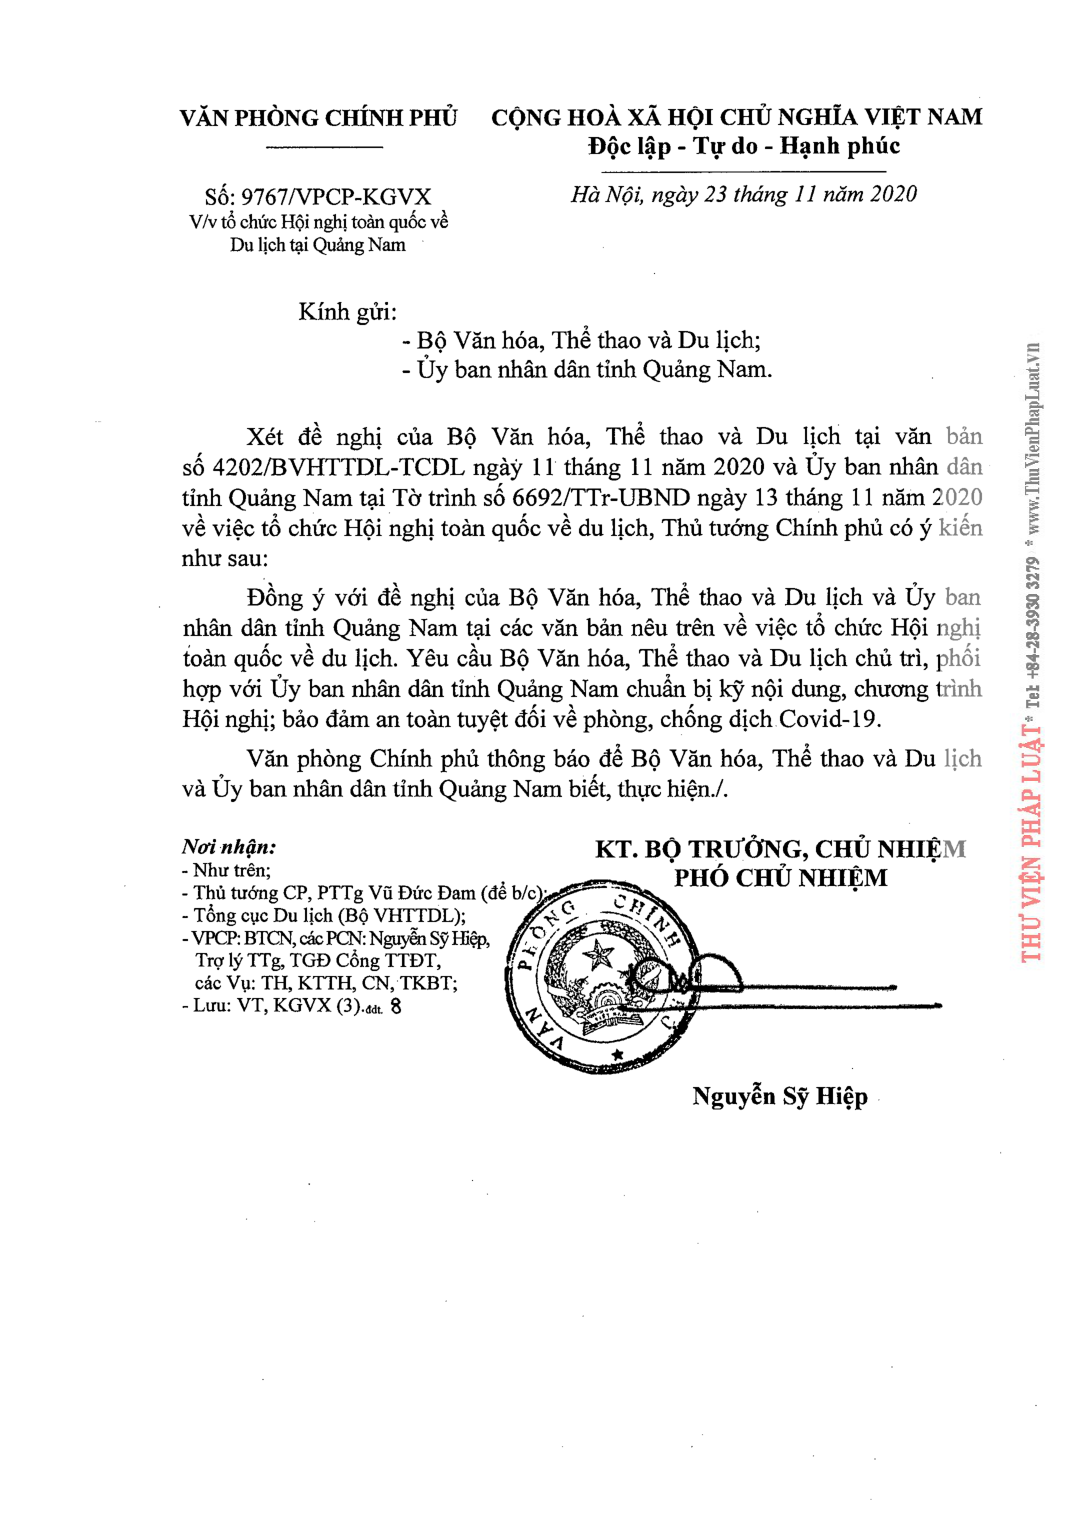 VĂN PHÒNG CHÍNH PHỦ
CỘNG HOÀ XÃ HỘI CHỦ NGHĨA VIỆT NAM
Độc lập - Tự do - Hạnh phúc
Số: 9767/VPCP-KGVX
V/v tổ chức Hội nghị toàn quốc về
Du lịch tại Quảng Nam
Hà Nội, ngày 23 tháng 11 năm 2020
Kính gửi:
- Bộ Văn hóa, Thể thao và Du lịch;
- Ủy ban nhân dân tỉnh Quảng Nam.
Xét đề nghị của Bộ Văn hóa, Thể thao và Du lịch tại văn bản
số 4202/BVHTTDL-TCDL ngày 11 tháng 11 năm 2020 và Ủy ban nhân dân
tỉnh Quảng Nam tại Tờ trình số 6692/TTr-UBND ngày 13 tháng 11 năm 2020
về việc tổ chức Hội nghị toàn quốc về du lịch, Thủ tướng Chính phủ có ý kiến
như sau:
Đồng ý với đề nghị của Bộ Văn hóa, Thể thao và Du lịch và Ủy ban
nhân dân tỉnh Quảng Nam tại các văn bản nêu trên về việc tổ chức Hội nghị
toàn quốc về du lịch. Yêu cầu Bộ Văn hóa, Thể thao và Du lịch chủ trì, phối
hợp với Ủy ban nhân dân tỉnh Quảng Nam chuẩn bị kỹ nội dung, chương trình
Hội nghị; bảo đảm an toàn tuyệt đối về phòng, chống dịch Covid-19.
Văn phòng Chính phủ thông báo để Bộ Văn hóa, Thể thao và Du lịch
và Ủy ban nhân dân tỉnh Quảng Nam biết, thực hiện./.
Nơi nhận:
- Như trên;
- Thủ tướng CP, PTTg Vũ Đức Đam (để b/c);
- Tổng cục Du lịch (Bộ VHTTDL);
- VPCP: BTCN, các PCN: Nguyễn Sỹ Hiệp,
Trợ lý TTg, TGĐ Cổng TTĐT,
các Vụ: TH, KTTH, CN, TKBT;
- Lưu: VT, KGVX (3).đdt. 8
KT. BỘ TRƯỞNG, CHỦ NHIỆM
PHÓ CHỦ NHIỆM
VĂN PHÒNG CHÍNH
Nguyễn Sỹ Hiệp
THƯ VIỆN PHÁP LUẬT * Tel: +84-28-3930 3279 * www.ThuVienPhapLuat.vn